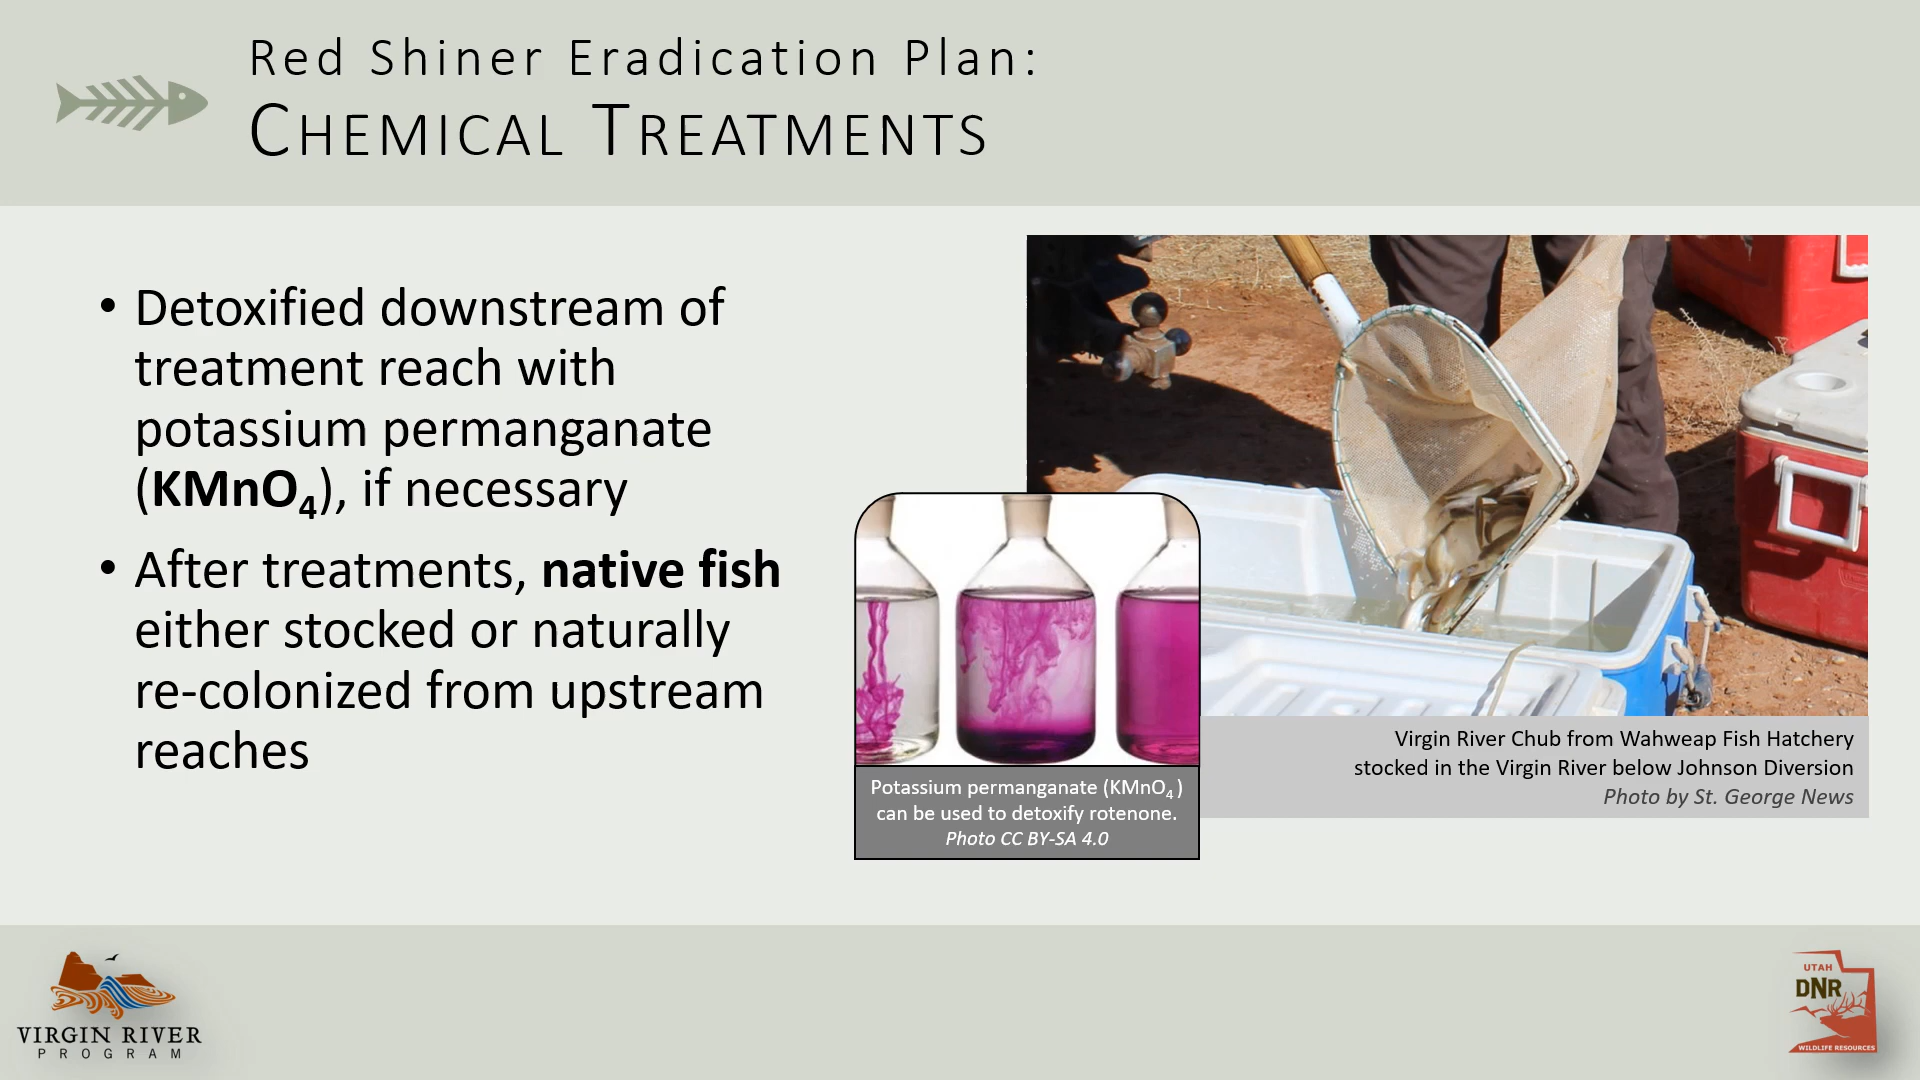 Red Shiner Eradication Plan:
CHEMICAL TREATMENTS
• Detoxified downstream of
treatment reach with
potassium permanganate
(KMnO₄), if necessary
• After treatments, native fish
either stocked or naturally
re-colonized from upstream
reaches
Potassium permanganate (KMnO₄)
can be used to detoxify rotenone.
Photo CC BY-SA 4.0
Virgin River Chub from Wahweap Fish Hatchery
stocked in the Virgin River below Johnson Diversion
Photo by St. George News
VIRGIN RIVER
PROGRAM
UTAH
DNR
WILDLIFE RESOURCES